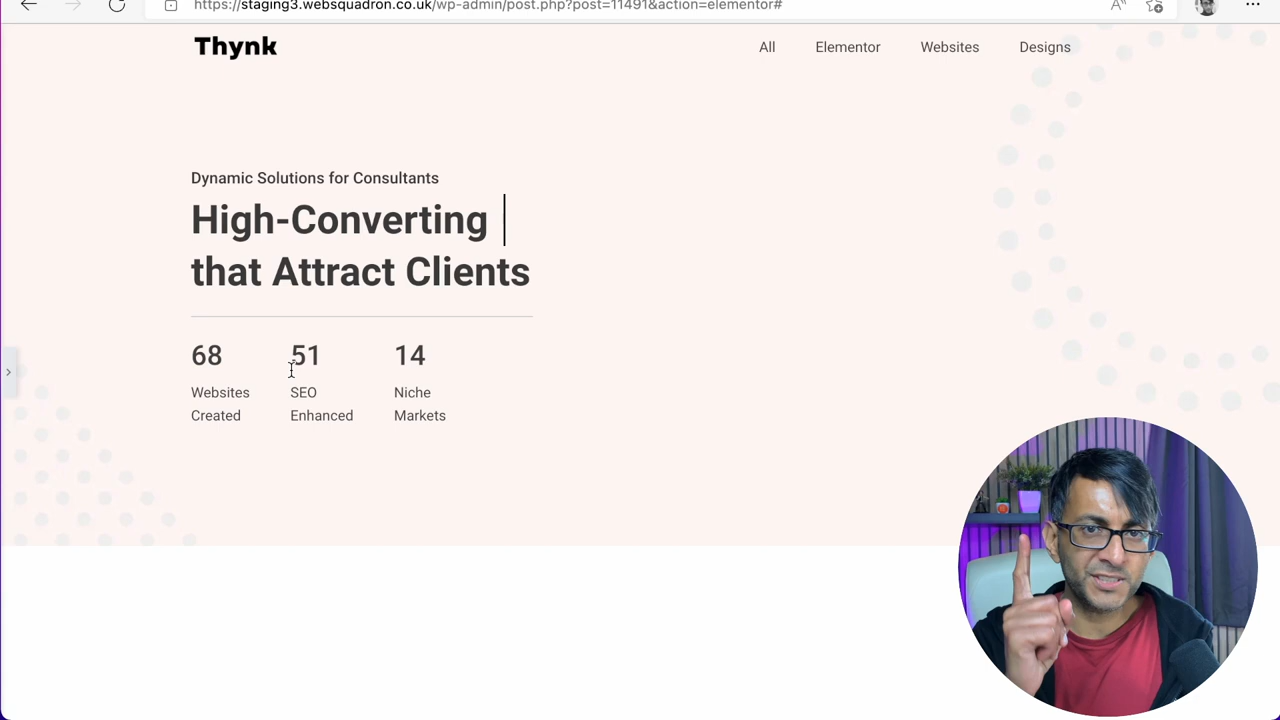 https://staging3.websquadron.co.uk/wp-admin/post.php?post=11491&action=elementor#
Thynk
All Elementor Websites Designs
Dynamic Solutions for Consultants
High-Converting
that Attract Clients
68 51 14
Websites SEO Niche
Created Enhanced Markets